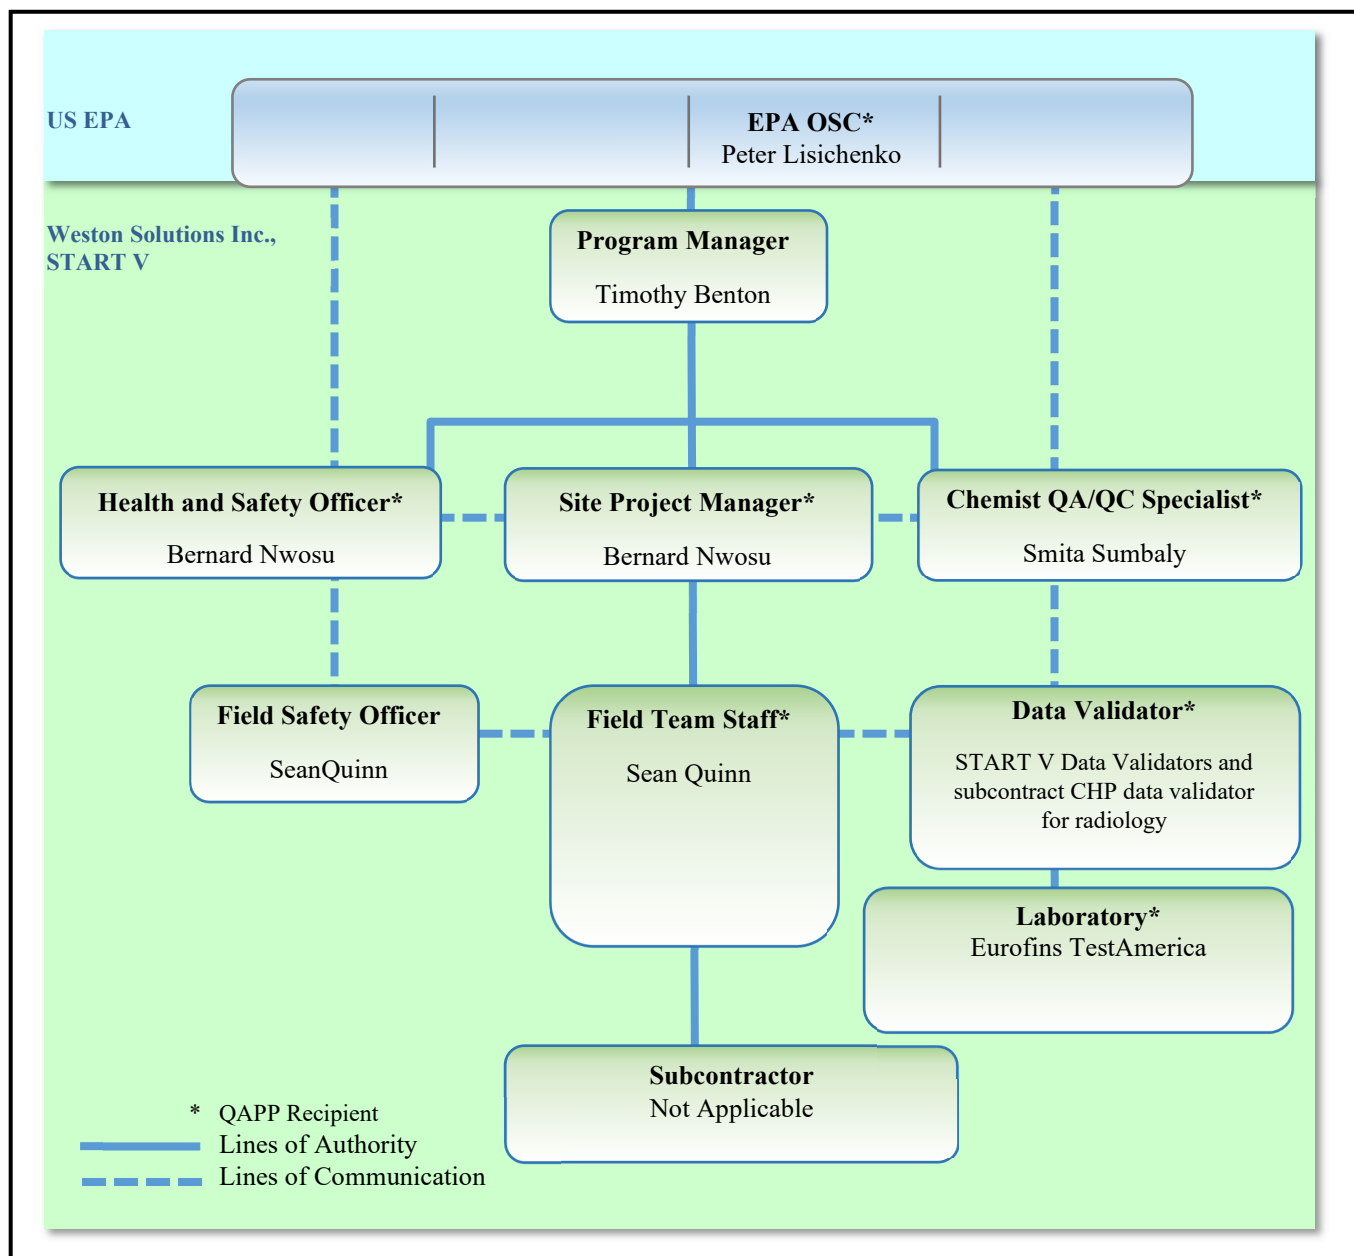 US EPA
EPA OSC*
Peter Lisichenko
Weston Solutions Inc.,
START V
Program Manager
Timothy Benton
Health and Safety Officer*
Bernard Nwosu
Site Project Manager*
Bernard Nwosu
Chemist QA/QC Specialist*
Smita Sumbaly
Field Safety Officer
SeanQuinn
Field Team Staff*
Sean Quinn
Data Validator*
START V Data Validators and
subcontract CHP data validator
for radiology
Laboratory*
Eurofins TestAmerica
Subcontractor
Not Applicable
* QAPP Recipient
Lines of Authority
Lines of Communication